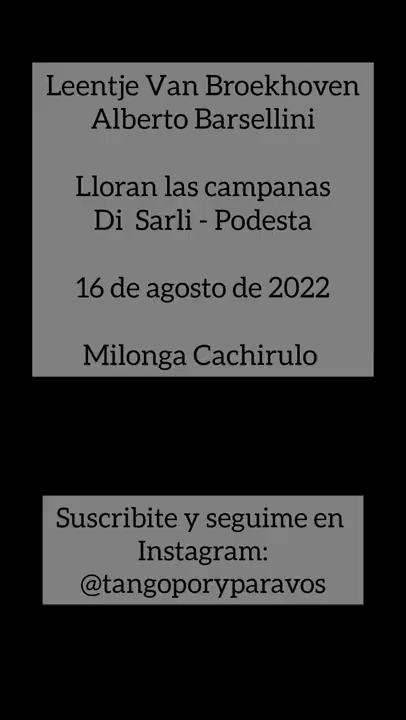 Leentje Van Broekhoven
Alberto Barsellini
Lloran las campanas
Di Sarli - Podesta
16 de agosto de 2022
Milonga Cachirulo
Suscribite y seguime en
Instagram:
@tangoporyparavos